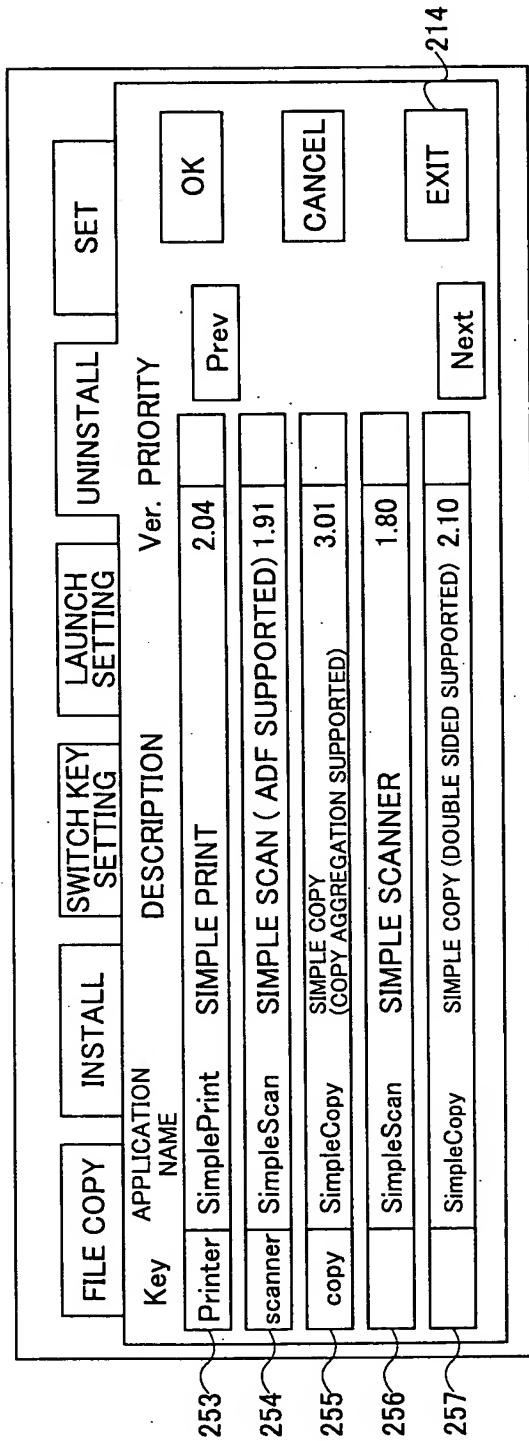 FILE COPY
INSTALL
SWITCH KEY
SETTING
LAUNCH
SETTING
UNINSTALL
SET
Key
APPLICATION
NAME
DESCRIPTION
Ver.
PRIORITY
Printer SimplePrint SIMPLE PRINT 2.04
scanner SimpleScan SIMPLE SCAN ( ADF SUPPORTED) 1.91
copy SimpleCopy SIMPLE COPY
(COPY AGGREGATION SUPPORTED) 3.01
SimpleScan SIMPLE SCANNER 1.80
SimpleCopy SIMPLE COPY (DOUBLE SIDED SUPPORTED) 2.10
Prev
Next
OK
CANCEL
EXIT
253
254
255
256
257
214